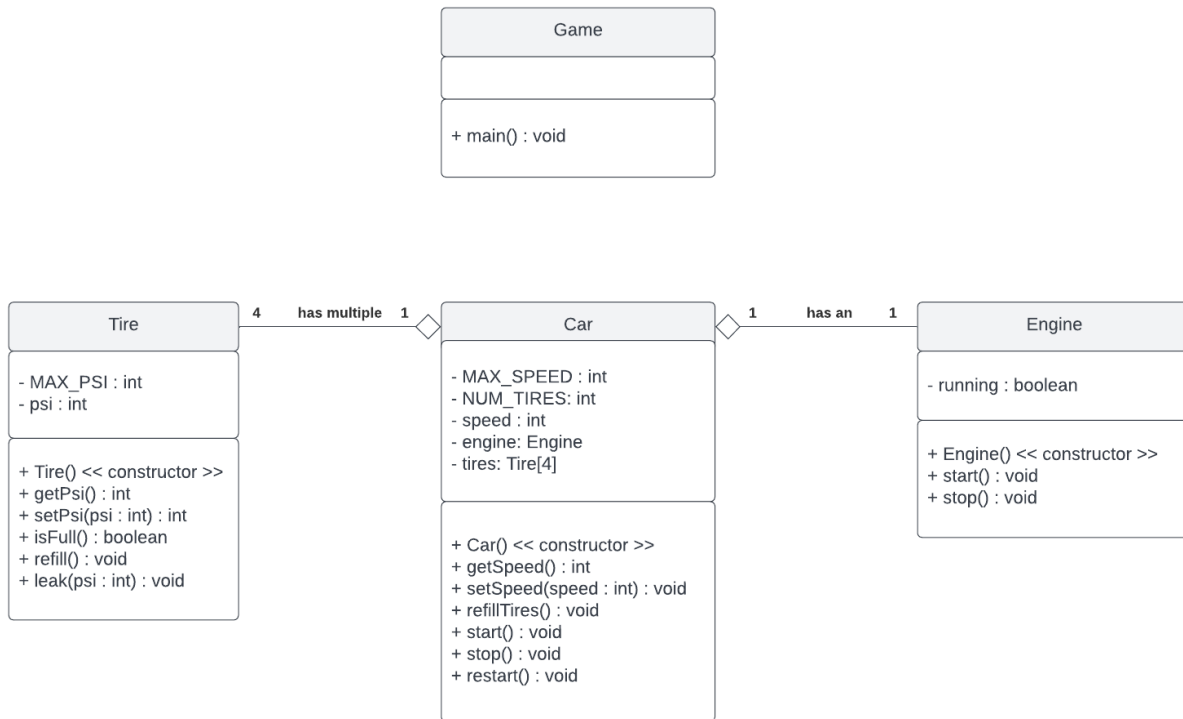 Game
+ main() : void
4 has multiple 1
1 has an 1
Tire
- MAX_PSI : int
- psi : int
+ Tire() << constructor >>
+ getPsi() : int
+ setPsi(psi : int) : int
+ isFull() : boolean
+ refill() : void
+ leak(psi : int) : void
Car
- MAX_SPEED : int
- NUM_TIRES: int
- speed : int
- engine: Engine
- tires: Tire[4]
+ Car() << constructor >>
+ getSpeed() : int
+ setSpeed(speed : int) : void
+ refillTires() : void
+ start() : void
+ stop() : void
+ restart() : void
Engine
- running : boolean
+ Engine() << constructor >>
+ start() : void
+ stop() : void